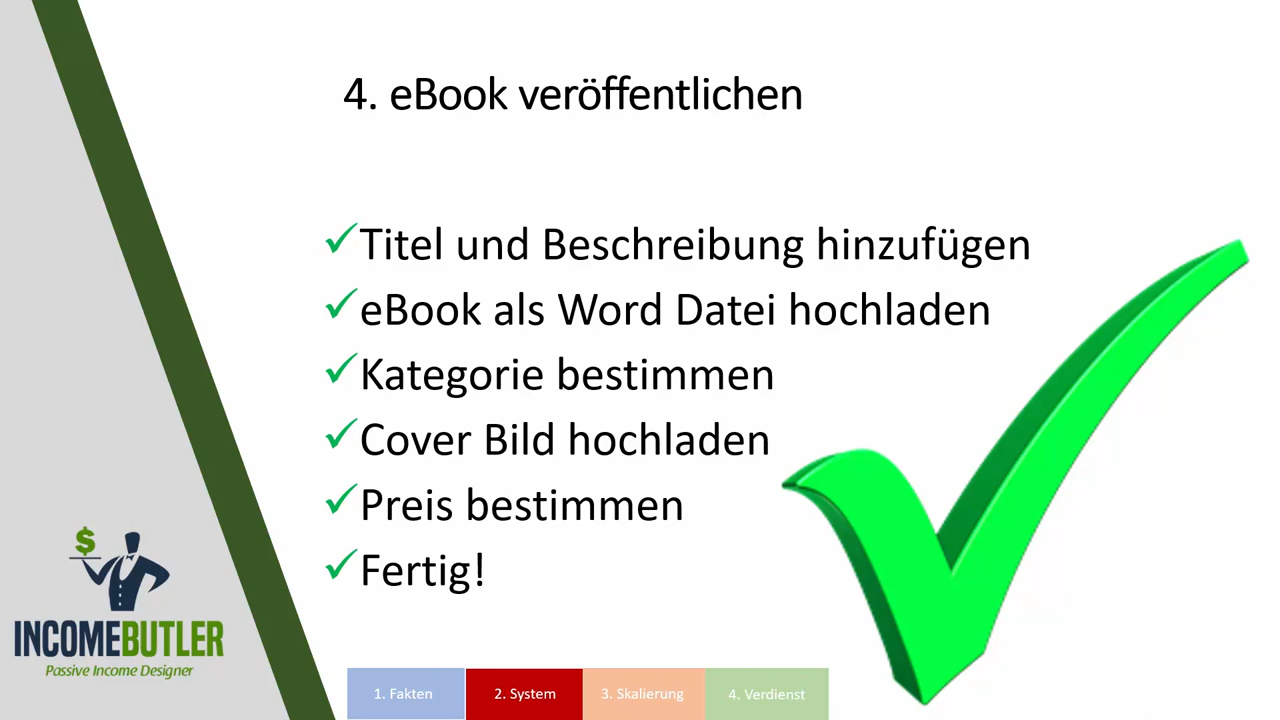 4. eBook veröffentlichen
Titel und Beschreibung hinzufügen
eBook als Word Datei hochladen
Kategorie bestimmen
Cover Bild hochladen
Preis bestimmen
Fertig!
$
INCOMEBUTLER
Passive Income Designer
1. Fakten
2. System
3. Skalierung
4. Verdienst